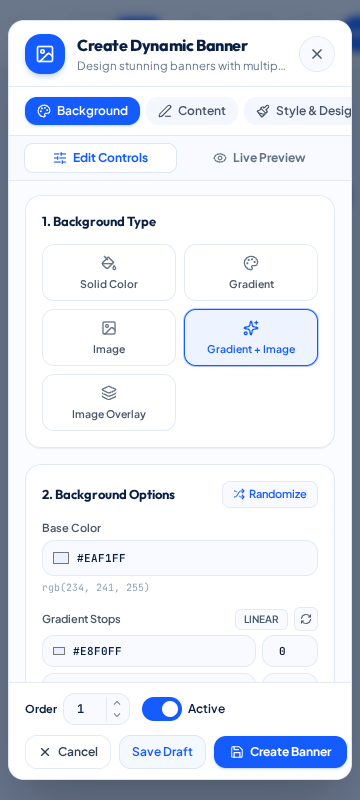 Create Dynamic Banner
Design stunning banners with multip...
Background
Content
Style & Desig
Edit Controls
Live Preview
1. Background Type
Solid Color
Gradient
Image
Gradient + Image
Image Overlay
2. Background Options
Randomize
Base Color
#EAF1FF
rgb(234, 241, 255)
Gradient Stops
LINEAR
#E8F0FF
0
Order
1
Active
Cancel
Save Draft
Create Banner